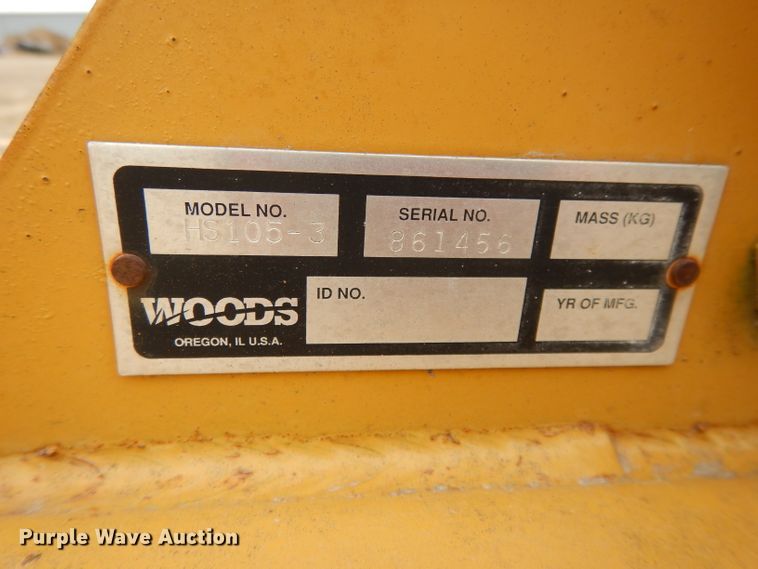 MODEL NO.
HS105-3
SERIAL NO.
861456
MASS (KG)
WOODS
OREGON, IL U.S.A.
ID NO.
YR OF MFG.
Purple Wave Auction